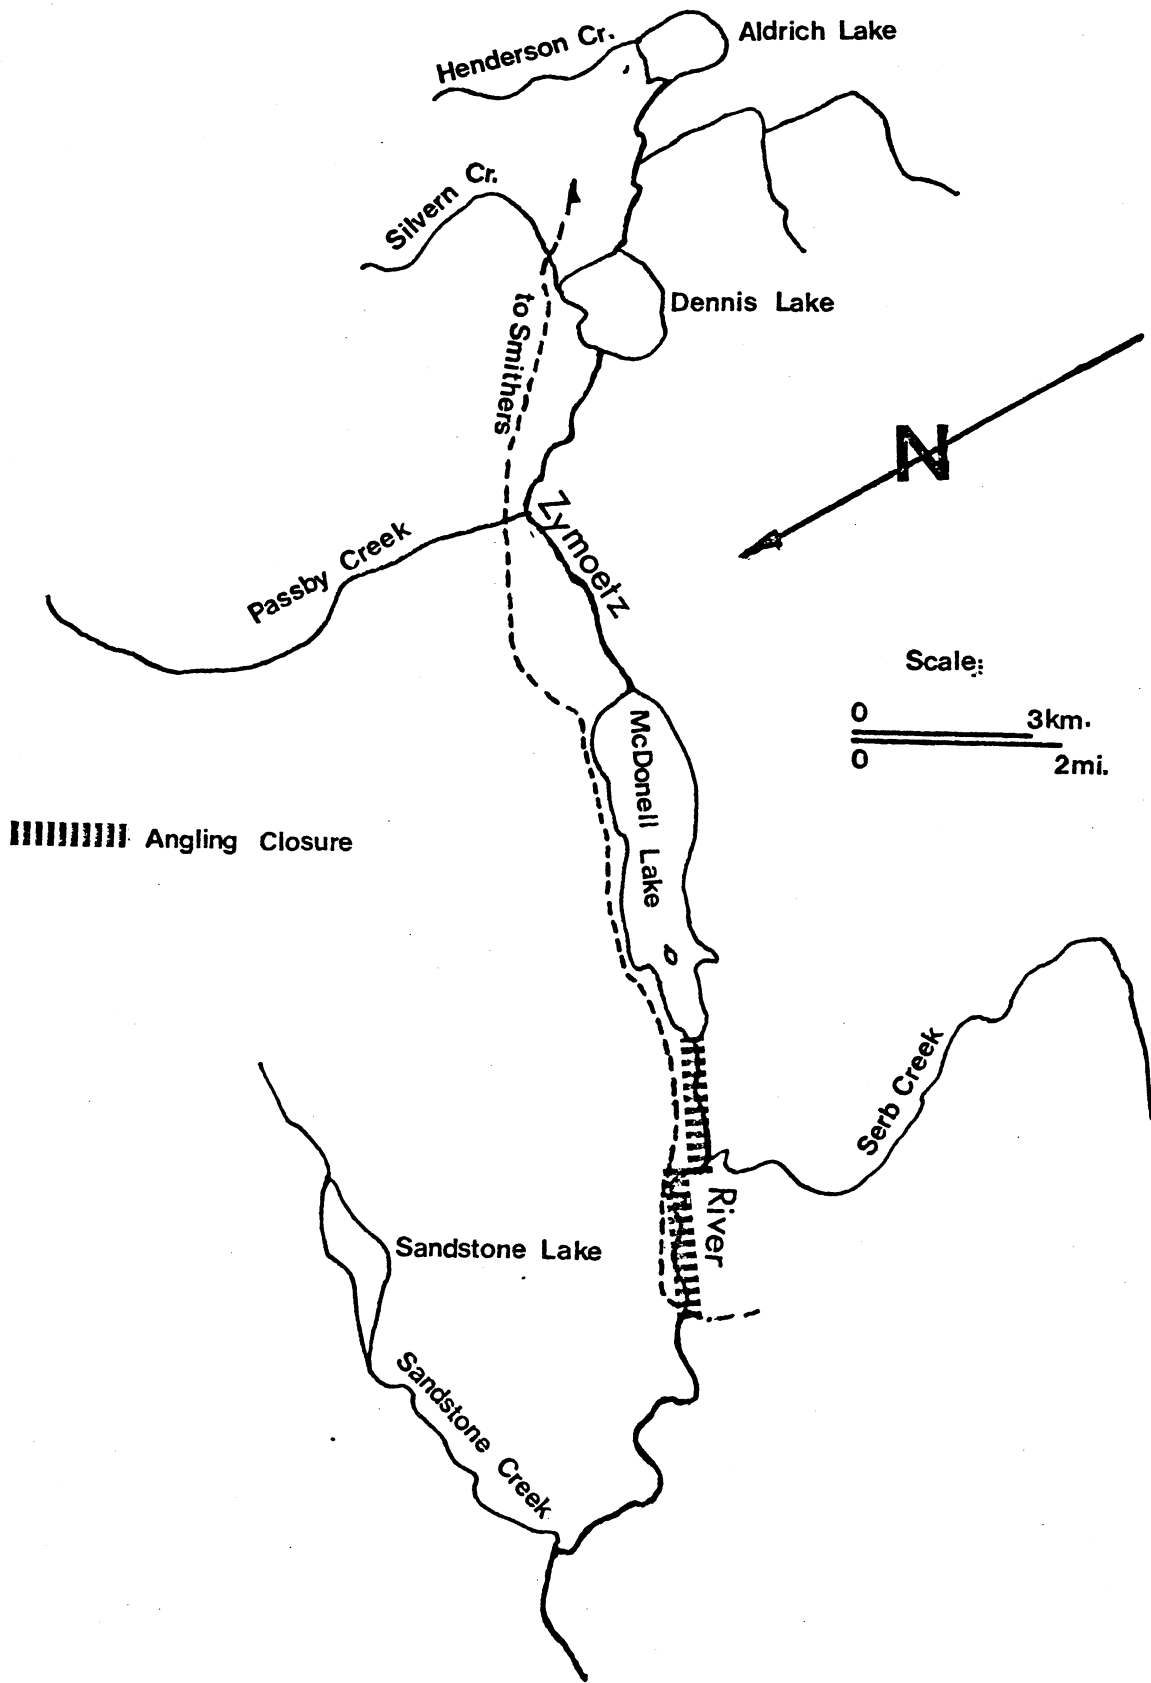 Henderson Cr.
Aldrich Lake
Silvern Cr.
to Smithers
Dennis Lake
N
Passby Creek
Zymoetz
Scale:
0 3km.
0 2mi.
McDonell Lake
Angling Closure
Serb Creek
River
Sandstone Lake
Sandstone Creek